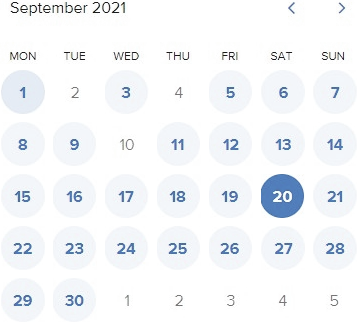 September 2021
MON TUE WED THU FRI SAT SUN
1 2 3 4 5 6 7
8 9 10 11 12 13 14
15 16 17 18 19 20 21
22 23 24 25 26 27 28
29 30 1 2 3 4 5